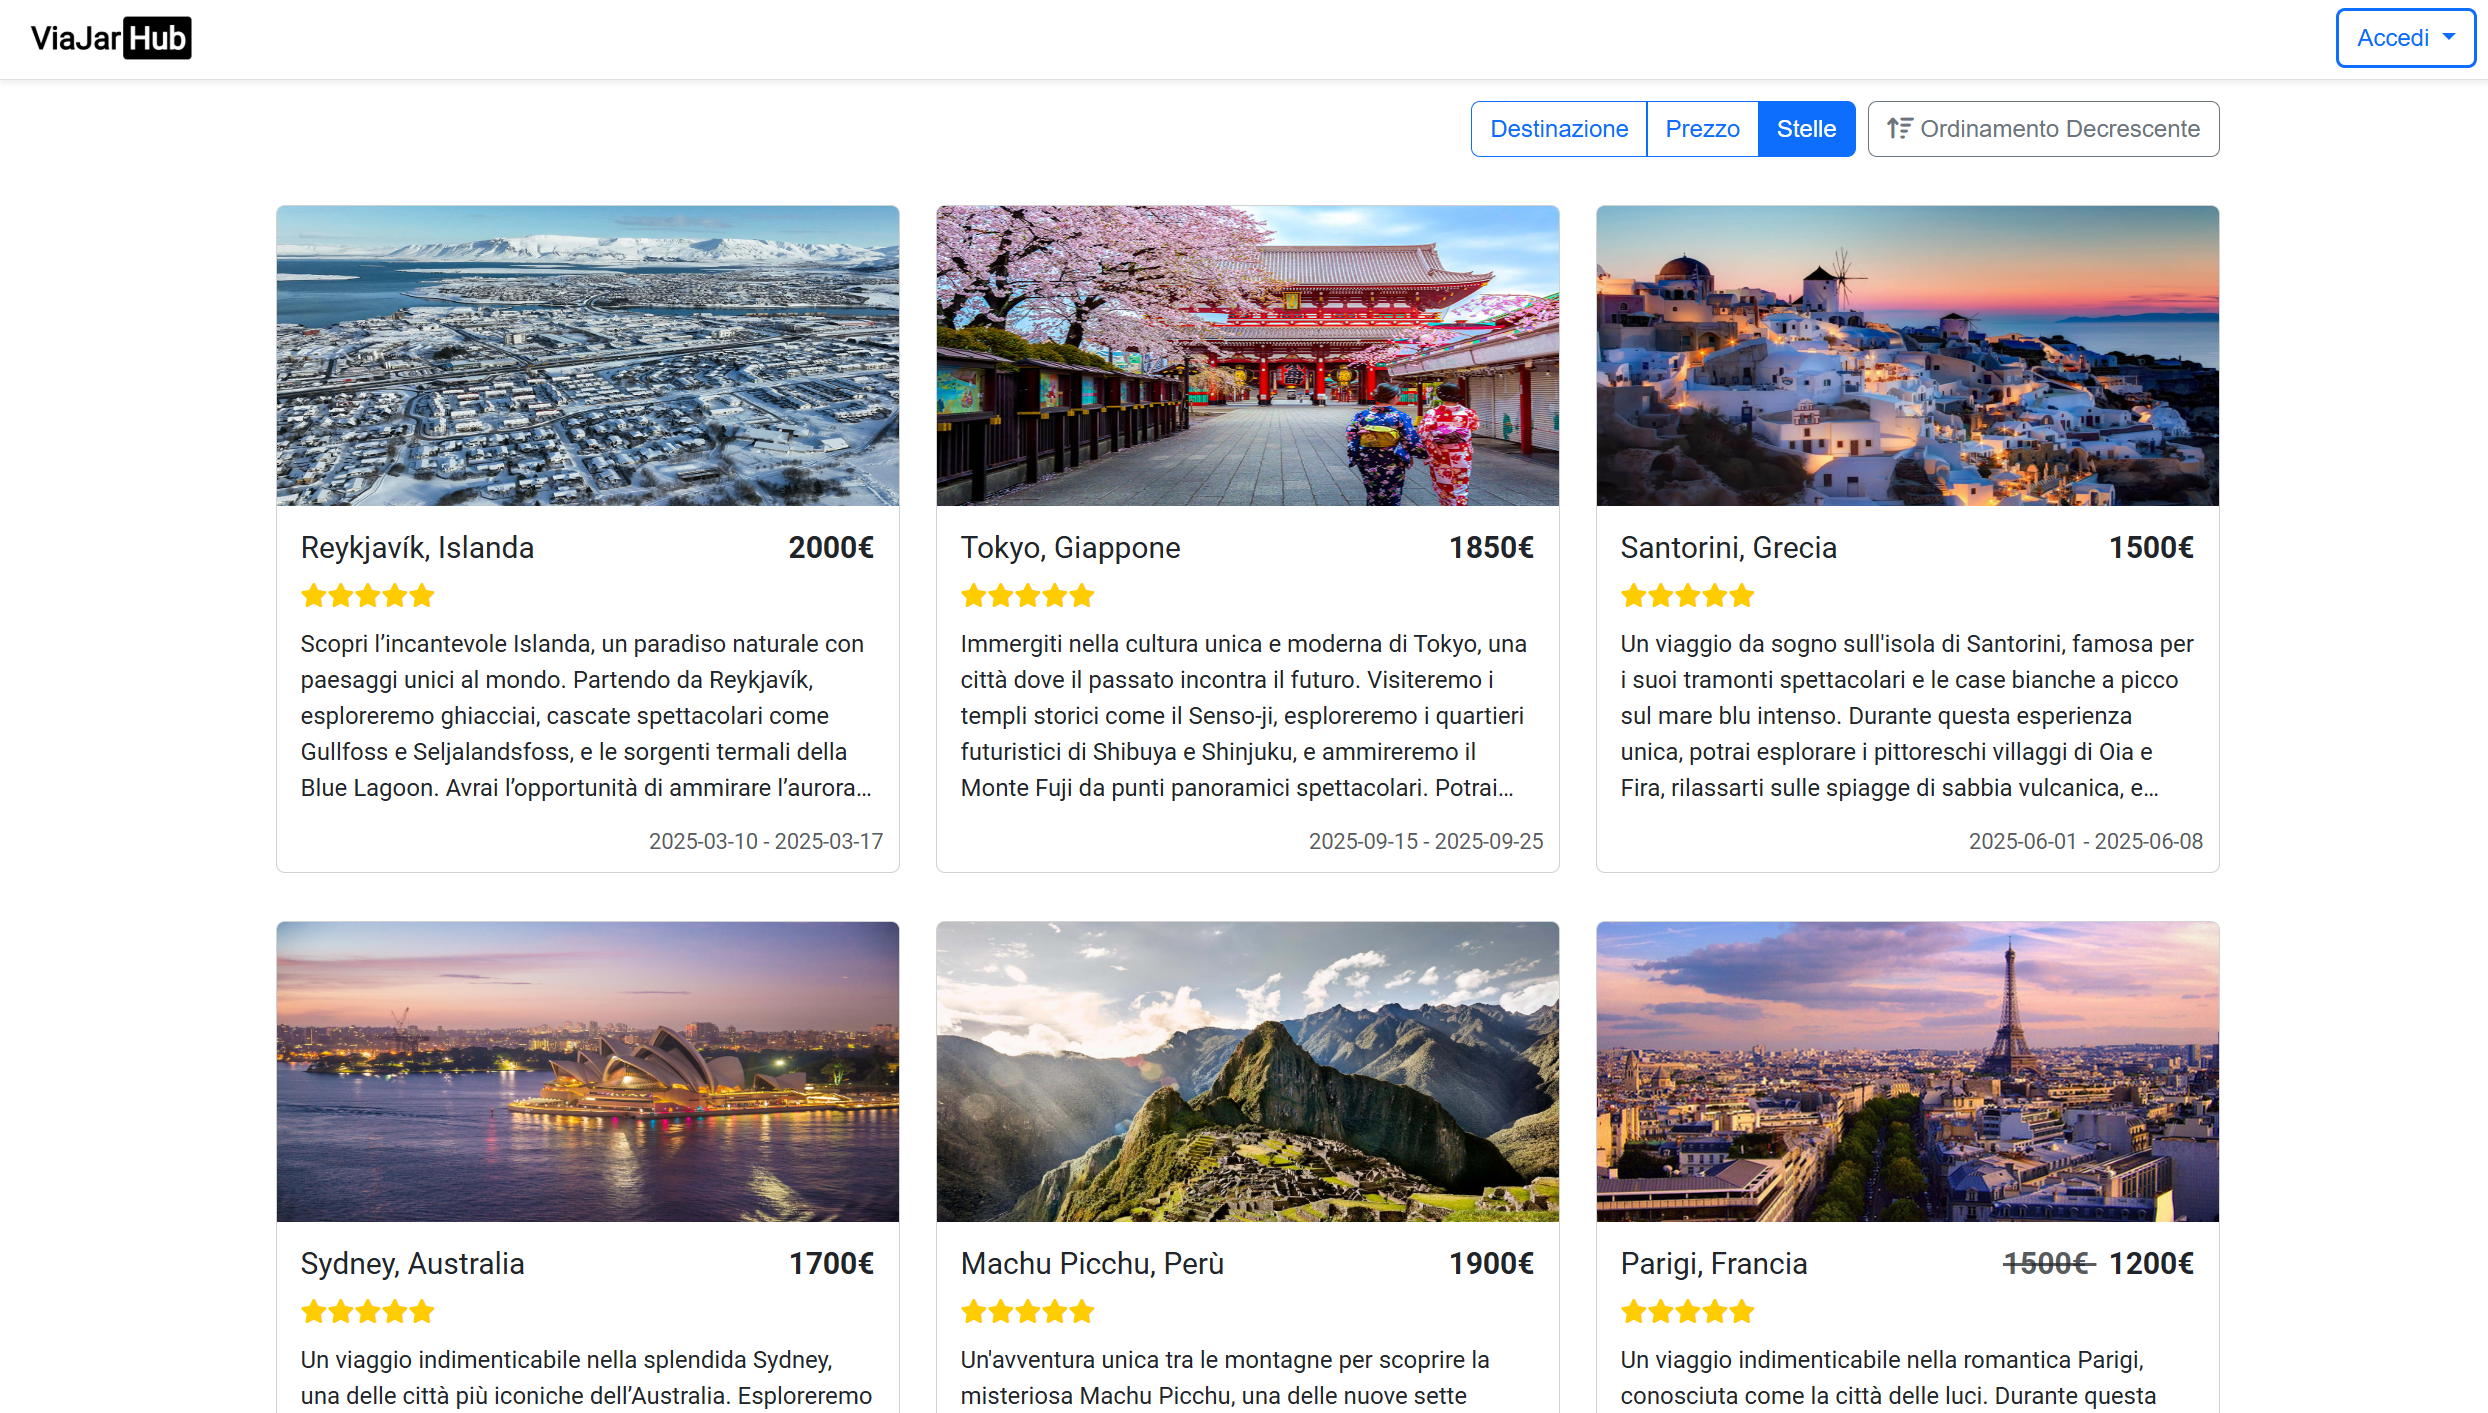 ViaJar Hub
Accedi
Destinazione Prezzo Stelle Ordinamento Decrescente
Reykjavík, Islanda 2000€
Scopri l’incantevole Islanda, un paradiso naturale con
paesaggi unici al mondo. Partendo da Reykjavík,
esploreremo ghiacciai, cascate spettacolari come
Gullfoss e Seljalandsfoss, e le sorgenti termali della
Blue Lagoon. Avrai l’opportunità di ammirare l’aurora…
2025-03-10 - 2025-03-17
Tokyo, Giappone 1850€
Immergiti nella cultura unica e moderna di Tokyo, una
città dove il passato incontra il futuro. Visiteremo i
templi storici come il Senso-ji, esploreremo i quartieri
futuristici di Shibuya e Shinjuku, e ammireremo il
Monte Fuji da punti panoramici spettacolari. Potrai…
2025-09-15 - 2025-09-25
Santorini, Grecia 1500€
Un viaggio da sogno sull'isola di Santorini, famosa per
i suoi tramonti spettacolari e le case bianche a picco
sul mare blu intenso. Durante questa esperienza
unica, potrai esplorare i pittoreschi villaggi di Oia e
Fira, rilassarti sulle spiagge di sabbia vulcanica, e…
2025-06-01 - 2025-06-08
Sydney, Australia 1700€
Un viaggio indimenticabile nella splendida Sydney,
una delle città più iconiche dell’Australia. Esploreremo
Machu Picchu, Perù 1900€
Un'avventura unica tra le montagne per scoprire la
misteriosa Machu Picchu, una delle nuove sette
Parigi, Francia 1500€ 1200€
Un viaggio indimenticabile nella romantica Parigi,
conosciuta come la città delle luci. Durante questa